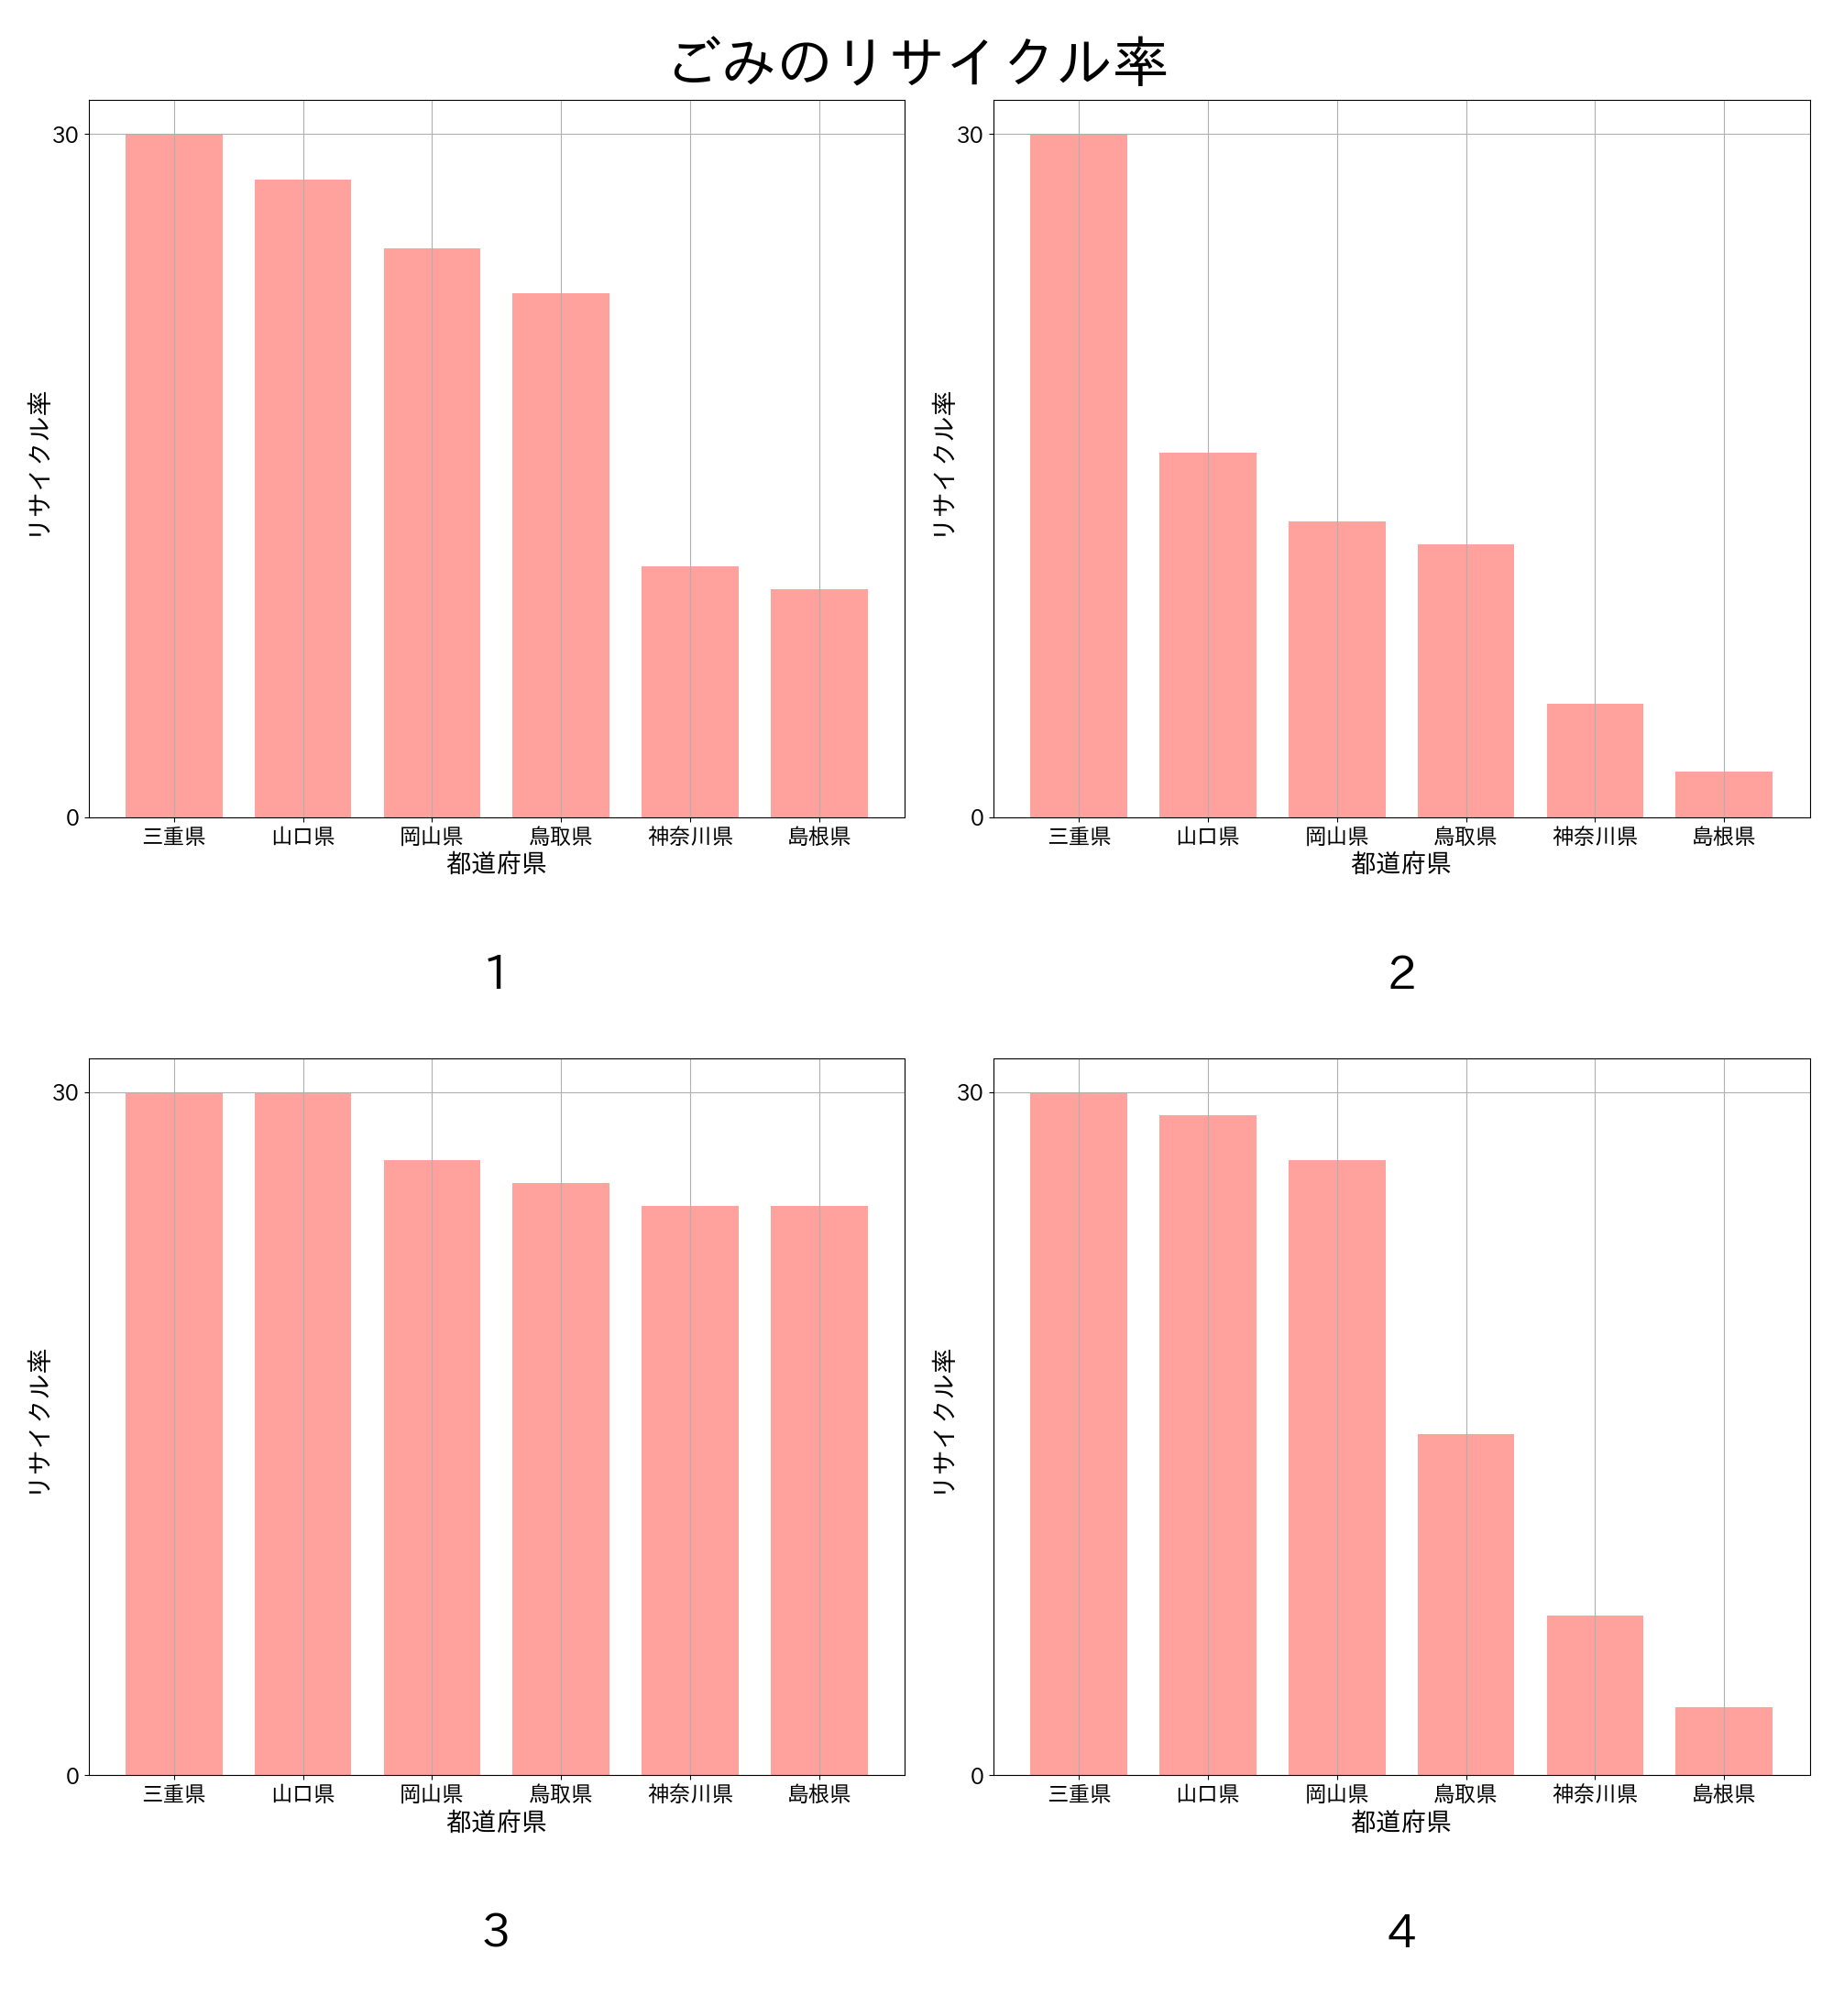 ごみのリサイクル率
30
0
リサイクル率
三重県 山口県 岡山県 鳥取県 神奈川県 島根県
都道府県
1
30
0
リサイクル率
三重県 山口県 岡山県 鳥取県 神奈川県 島根県
都道府県
2
30
0
リサイクル率
三重県 山口県 岡山県 鳥取県 神奈川県 島根県
都道府県
3
30
0
リサイクル率
三重県 山口県 岡山県 鳥取県 神奈川県 島根県
都道府県
4